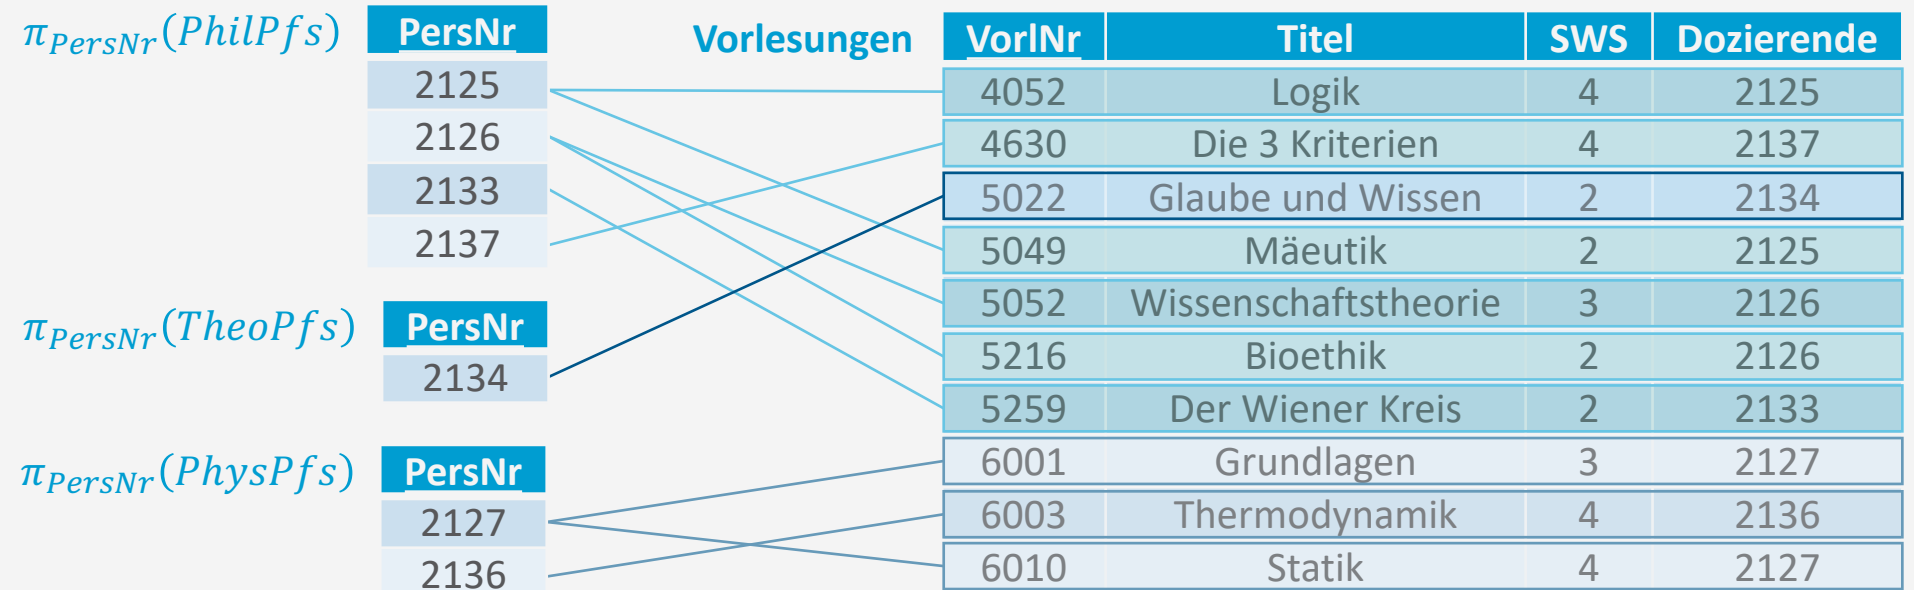 π_PersNr(PhilPfs)
PersNr
2125
2126
2133
2137
π_PersNr(TheoPfs)
PersNr
2134
π_PersNr(PhysPfs)
PersNr
2127
2136
Vorlesungen
VorlNr Titel SWS Dozierende
4052 Logik 4 2125
4630 Die 3 Kriterien 4 2137
5022 Glaube und Wissen 2 2134
5049 Mäeutik 2 2125
5052 Wissenschaftstheorie 3 2126
5216 Bioethik 2 2126
5259 Der Wiener Kreis 2 2133
6001 Grundlagen 3 2127
6003 Thermodynamik 4 2136
6010 Statik 4 2127